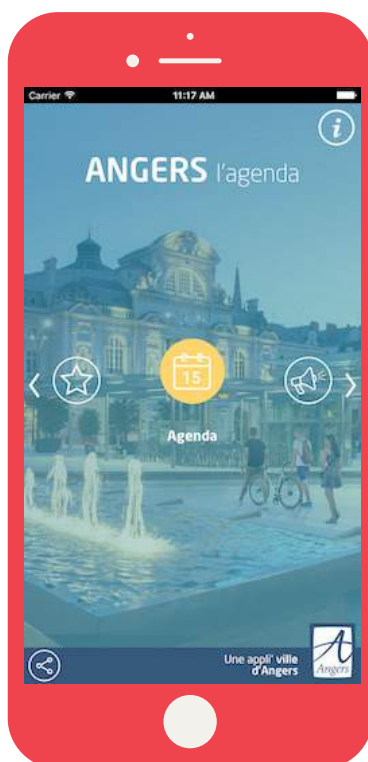 Carrier 11:17 AM
i
ANGERS l'agenda
15
Agenda
Une appli' ville
d'Angers
A
Angers